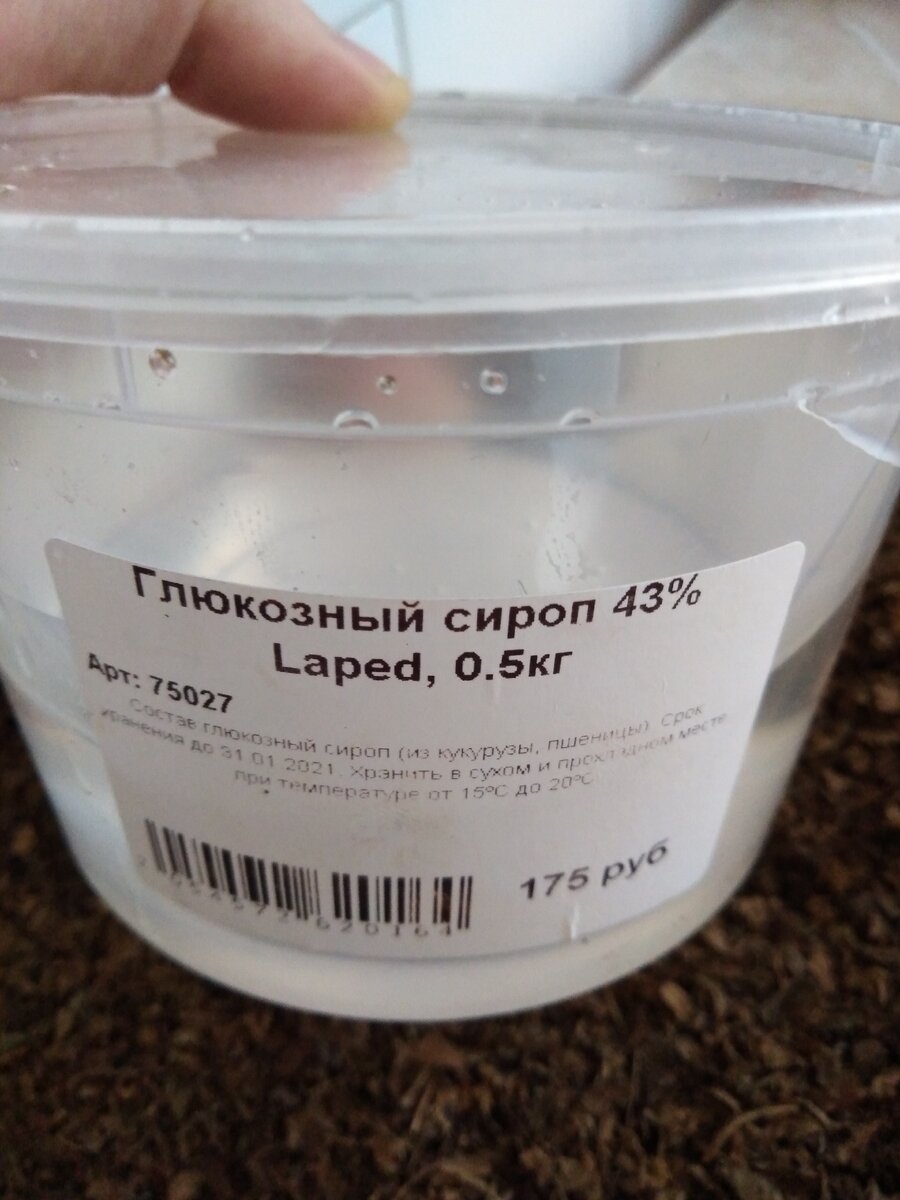 Глюкозный сироп 43%
Laped, 0.5кг
Арт: 75027
Состав глюкозный сироп (из кукурузы, пшеницы). Срок
хранения до 31.01.2021. Хранить в сухом и прохладном месте
при температуре от 15°С до 20°С
175 руб